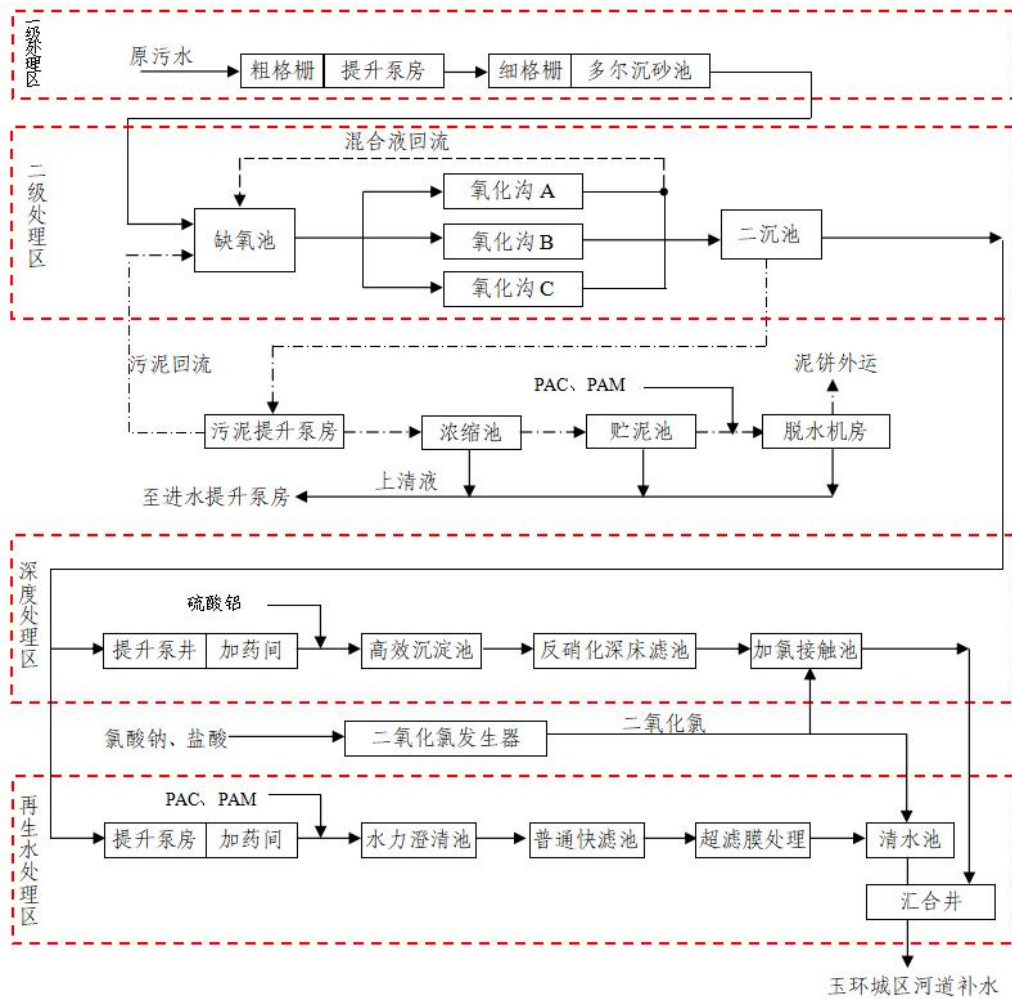 一级处理区
原污水
粗格栅
提升泵房
细格栅
多尔沉砂池
二级处理区
混合液回流
缺氧池
氧化沟 A
氧化沟 B
氧化沟 C
二沉池
污泥回流
PAC、PAM
泥饼外运
污泥提升泵房
浓缩池
贮泥池
脱水机房
上清液
至进水提升泵房
深度处理区
硫酸铝
提升泵井
加药间
高效沉淀池
反硝化深床滤池
加氯接触池
氯酸钠、盐酸
二氧化氯发生器
二氧化氯
再生水处理区
PAC、PAM
提升泵房
加药间
水力澄清池
普通快滤池
超滤膜处理
清水池
汇合井
玉环城区河道补水